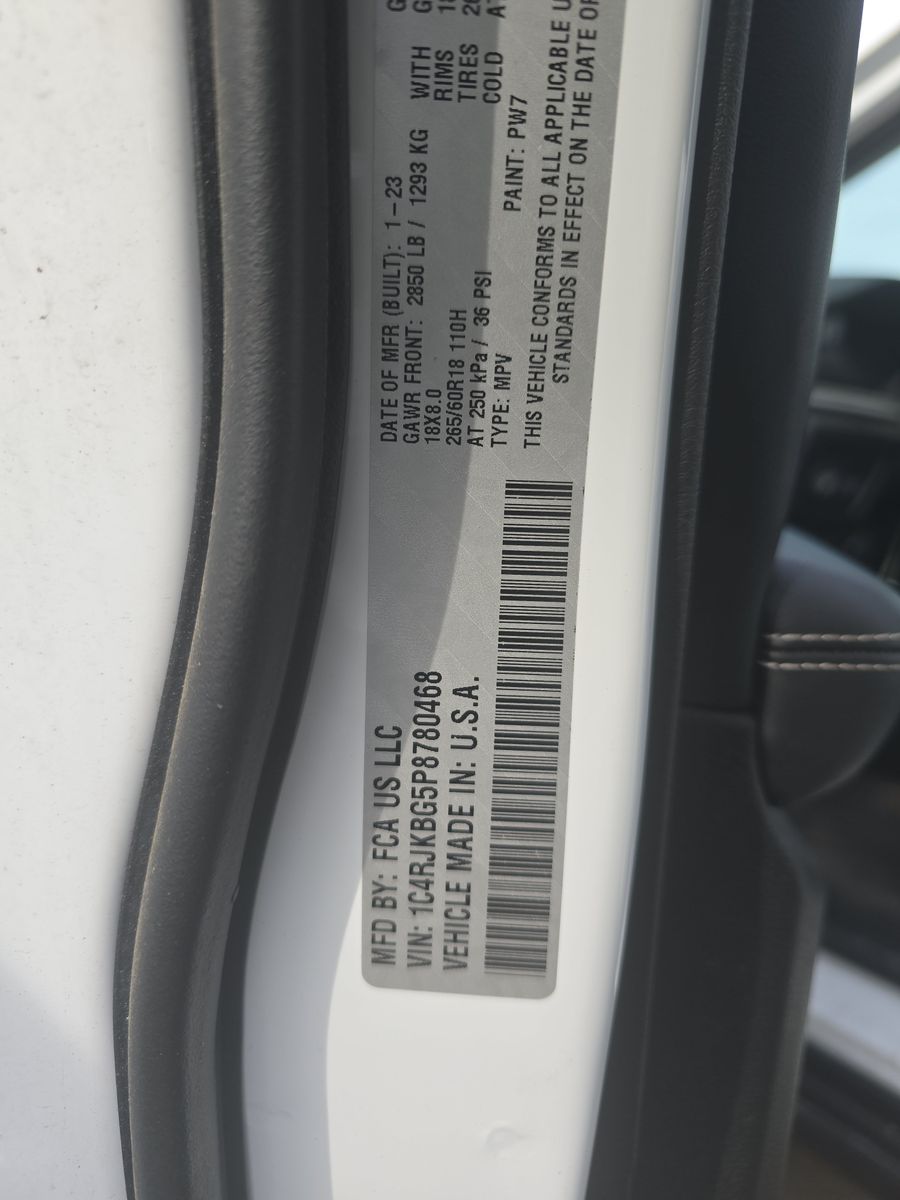 MFD BY: FCA US LLC
VIN: 1C4RJKBG5P8780468
VEHICLE MADE IN: U.S.A.
DATE OF MFR (BUILT): 1-23
GAWR FRONT: 2850 LB / 1293 KG WITH
18X8.0 RIMS
265/60R18 110H TIRES
AT 250 kPa / 36 PSI COLD
TYPE: MPV PAINT: PW7
THIS VEHICLE CONFORMS TO ALL APPLICABLE
STANDARDS IN EFFECT ON THE DATE